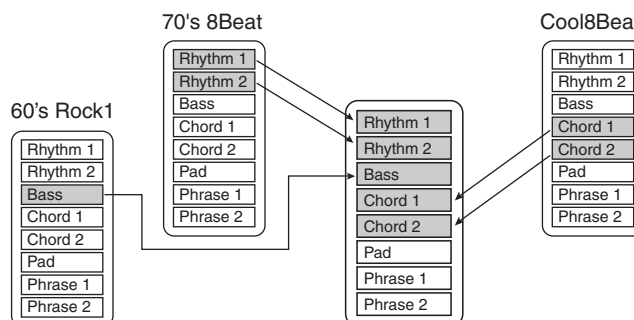 60's Rock1
Rhythm 1
Rhythm 2
Bass
Chord 1
Chord 2
Pad
Phrase 1
Phrase 2
70's 8Beat
Rhythm 1
Rhythm 2
Bass
Chord 1
Chord 2
Pad
Phrase 1
Phrase 2
Rhythm 1
Rhythm 2
Bass
Chord 1
Chord 2
Pad
Phrase 1
Phrase 2
Cool8Bea
Rhythm 1
Rhythm 2
Bass
Chord 1
Chord 2
Pad
Phrase 1
Phrase 2